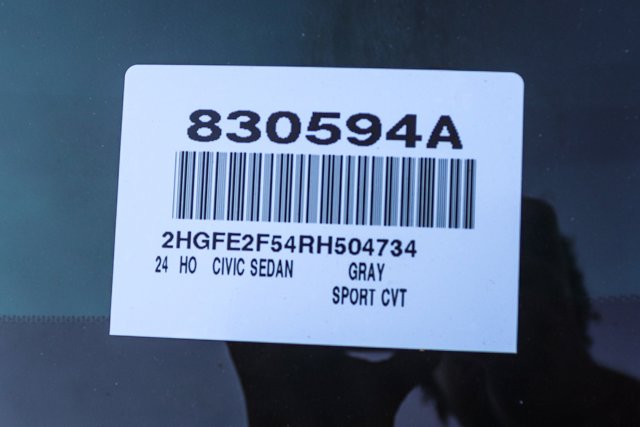 830594A
2HGFE2F54RH504734
24 HO CIVIC SEDAN GRAY
SPORT CVT